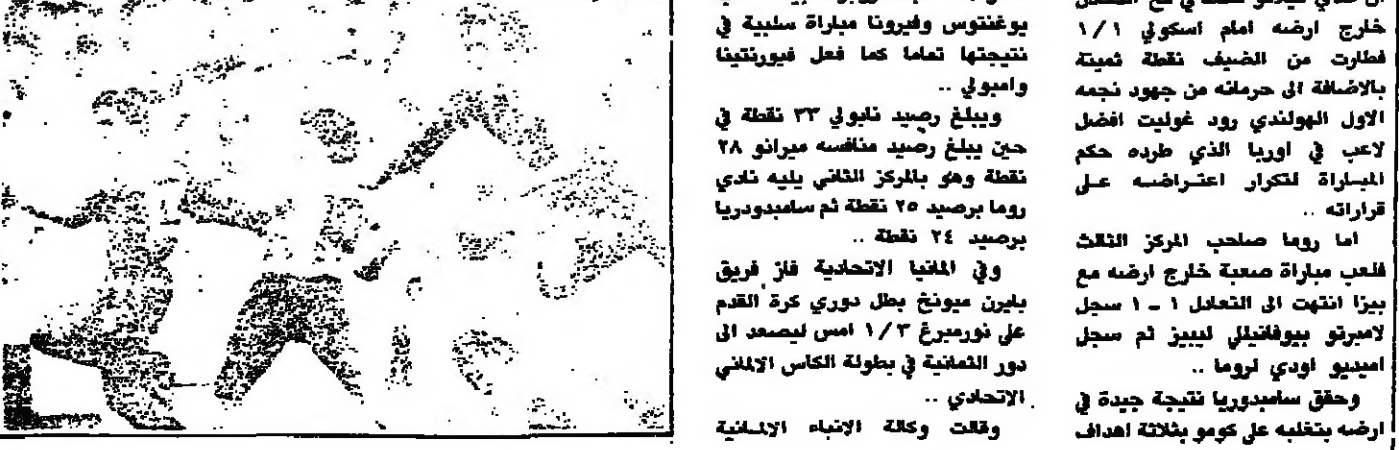 خارج ارضه امام اسكولي ١/١
فطارت من الضيف نقطة ثمينة
بالاضافة الى حرمانه من جهود نجمه
الاول الهولندي رود غوليت افضل
لاعب في اوربا الذي طرده حكم
المباراة لتكرار اعتراضه على
قراراته ..
اما روما صاحب المركز الثالث
فلعب مباراة صعبة خارج ارضه مع
بيزا انتهت الى التعادل ١ ـ ١ سجل
لامبرتو بيوفانيللي لبيزا ثم سجل
اميديو اودي لروما ..
وحقق سامبدوريا نتيجة جيدة في
ارضه بتغلبه على كومو بثلاثة اهداف
يوغنتوس وفيرونا مباراة سلبية في
نتيجتها تماما كما فعل فيورنتينا
وامبولي ..
ويبلغ رصيد نابولي ٣٣ نقطة في
حين يبلغ رصيد منافسه ميرانو ٢٨
نقطة وهو بالمركز الثاني يليه نادي
روما برصيد ٢٥ نقطة ثم سامبدودريا
برصيد ٢٤ نقطة ..
وفي المانيا الاتحادية فاز فريق
بايرن ميونخ بطل دوري كرة القدم
على نورمبرغ ٣/١ امس ليصعد الى
دور الثمانية في بطولة الكاس الالماني
الاتحادي ..
وقالت وكالة الانباء الالمانية